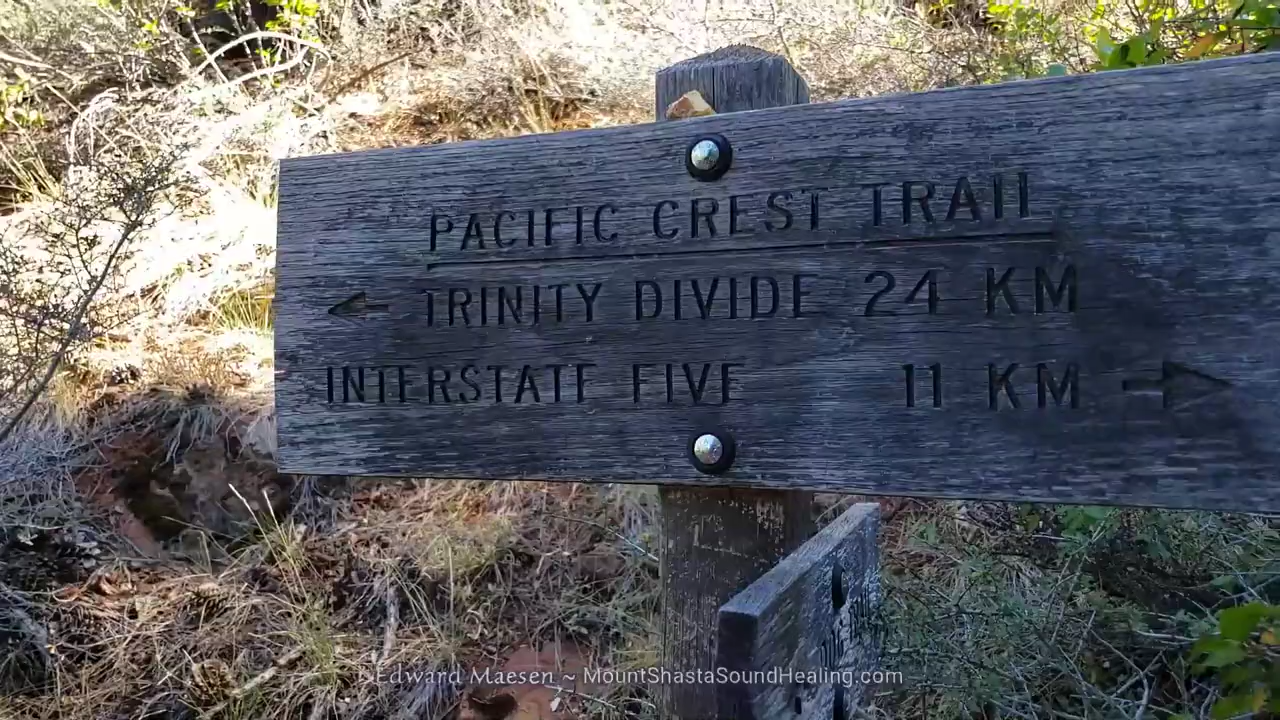 PACIFIC CREST TRAIL
TRINITY DIVIDE 24 KM
INTERSTATE FIVE 11 KM
Edward Maesen ~ MountShastaSoundHealing.com